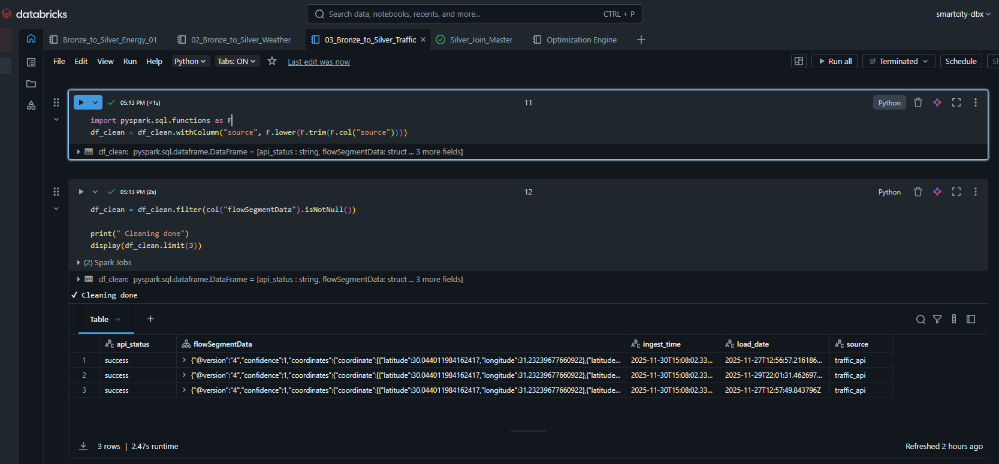 databricks
Search data, notebooks, recents, and more... CTRL + P
smartcity-dbx
Bronze_to_Silver_Energy_01
02_Bronze_to_Silver_Weather
03_Bronze_to_Silver_Traffic
Silver_Join_Master
Optimization Engine
File Edit View Run Help Python Tabs: ON Last edit was now
Run all Terminated Schedule
05:13 PM (<1s) 11 Python
import pyspark.sql.functions as F
df_clean = df_clean.withColumn("source", F.lower(F.trim(F.col("source"))))
df_clean: pyspark.sql.dataframe.DataFrame = [api_status : string, flowSegmentData: struct ... 3 more fields]
05:13 PM (2s) 12 Python
df_clean = df_clean.filter(col("flowSegmentData").isNotNull())
print(" Cleaning done")
display(df_clean.limit(3))
(2) Spark Jobs
df_clean: pyspark.sql.dataframe.DataFrame = [api_status : string, flowSegmentData: struct ... 3 more fields]
✔ Cleaning done
Table
api_status flowSegmentData ingest_time load_date source
1 success {"@version":"4","confidence":1,"coordinates":{"coordinate":[{"latitude":30.044011984162417,"longitude":31.23239677660922},{"latitude... 2025-11-30T15:08:02.33... 2025-11-27T12:56:57.216186... traffic_api
2 success {"@version":"4","confidence":1,"coordinates":{"coordinate":[{"latitude":30.044011984162417,"longitude":31.23239677660922},{"latitude... 2025-11-30T15:08:02.33... 2025-11-29T22:01:31.462697... traffic_api
3 success {"@version":"4","confidence":1,"coordinates":{"coordinate":[{"latitude":30.044011984162417,"longitude":31.23239677660922},{"latitude... 2025-11-30T15:08:02.33... 2025-11-27T12:57:49.843796Z traffic_api
3 rows | 2.47s runtime
Refreshed 2 hours ago